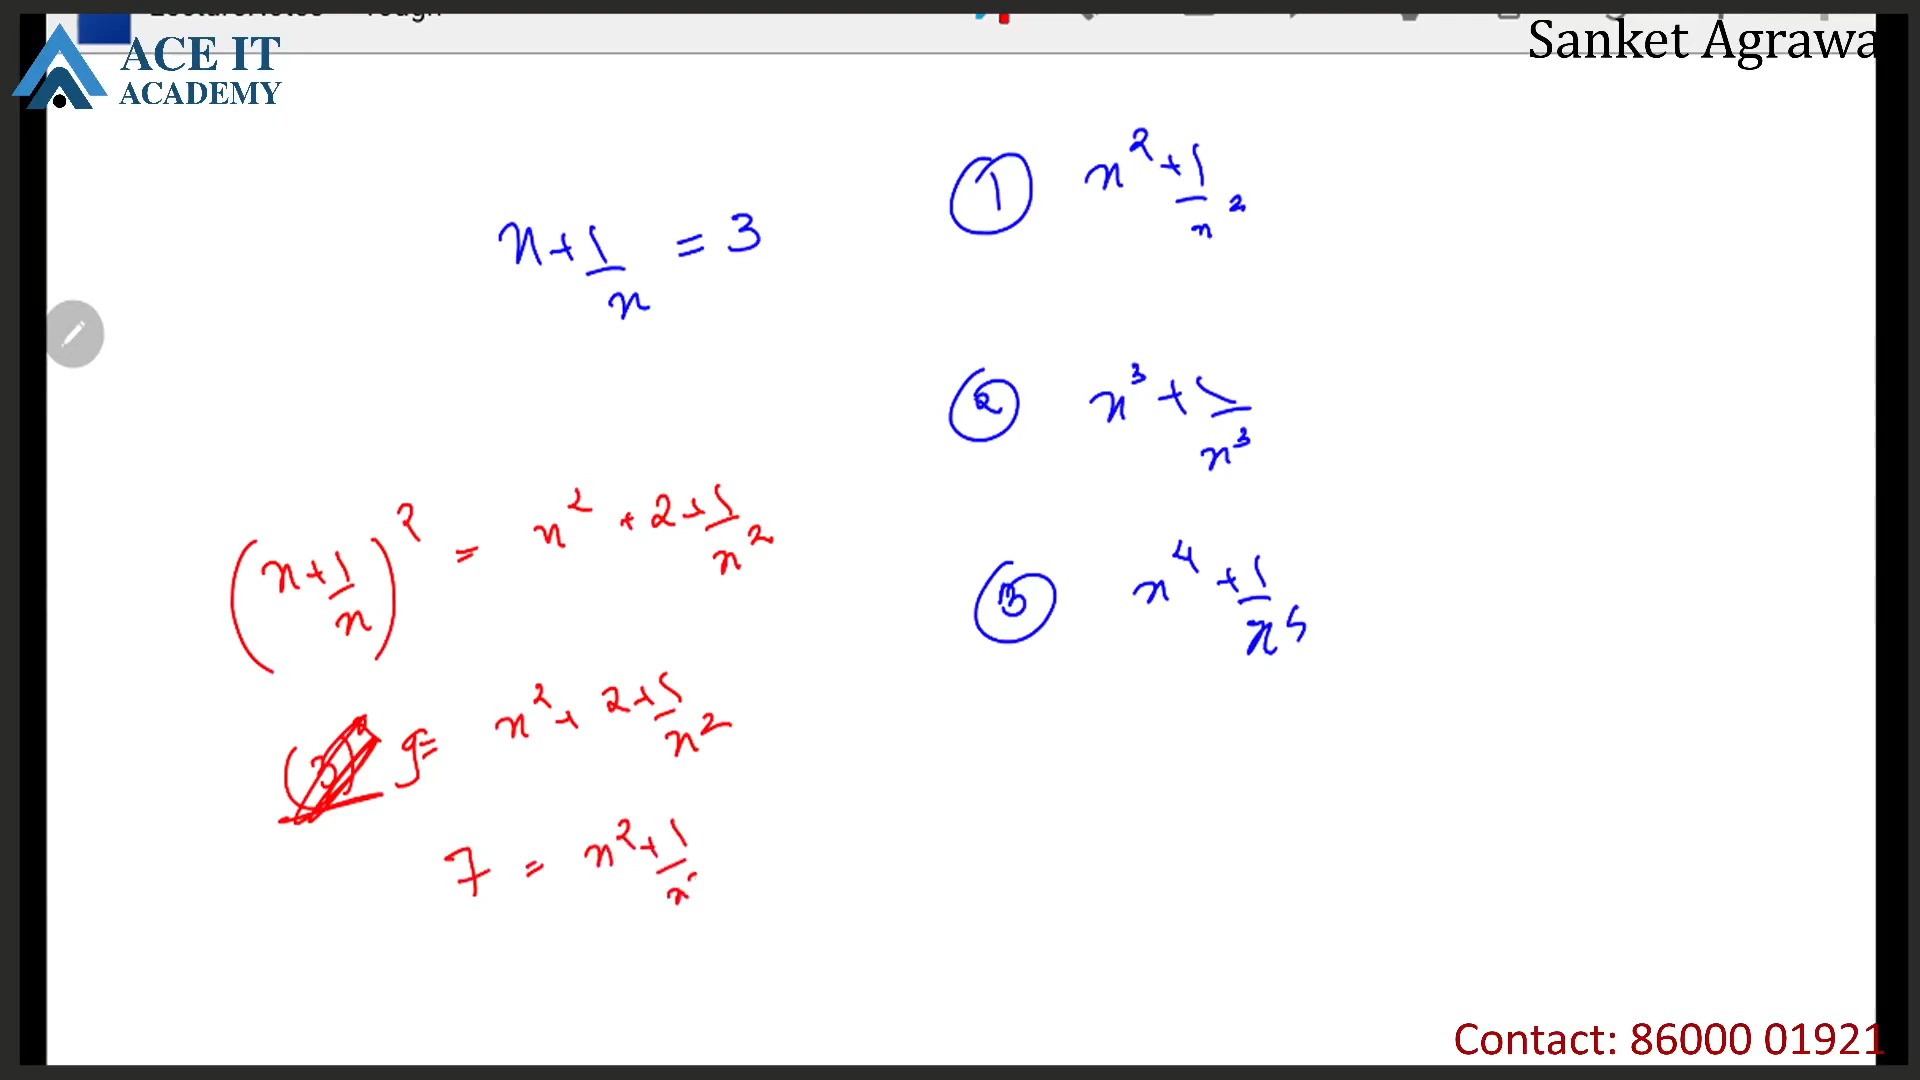 ACE IT
ACADEMY
Sanket Agrawa
x + 1/x = 3
① x² + 1/x²
② x³ + 1/x³
③ x⁴ + 1/x⁵
(x + 1/x)² = x² + 2 + 1/x²
9 = x² + 2 + 1/x²
7 = x² + 1/x²
Contact: 86000 01921